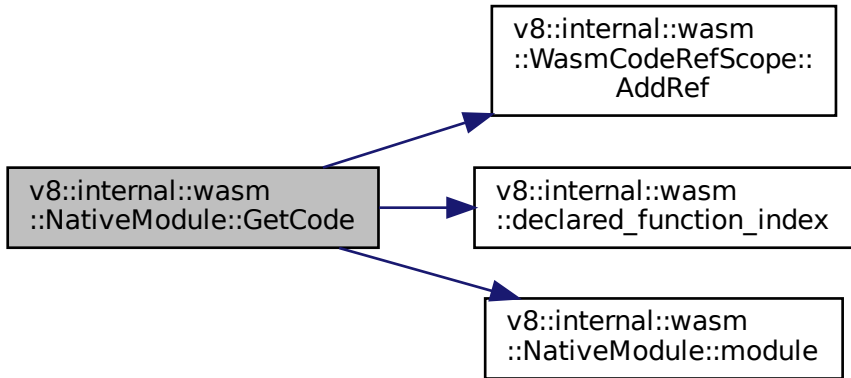 v8::internal::wasm
::WasmCodeRefScope::
AddRef
v8::internal::wasm
::NativeModule::GetCode
v8::internal::wasm
::declared_function_index
v8::internal::wasm
::NativeModule::module